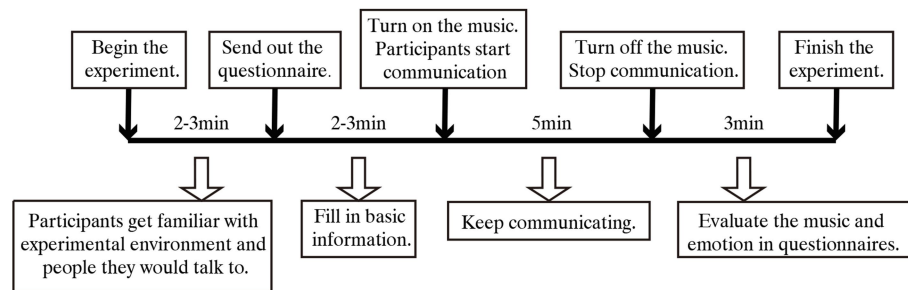 Begin the
experiment.
Send out the
questionnaire.
Turn on the music.
Participants start
communication
Turn off the music.
Stop communication.
Finish the
experiment.
2-3min
2-3min
5min
3min
Participants get familiar with
experimental environment and
people they would talk to.
Fill in basic
information.
Keep communicating.
Evaluate the music and
emotion in questionnaires.